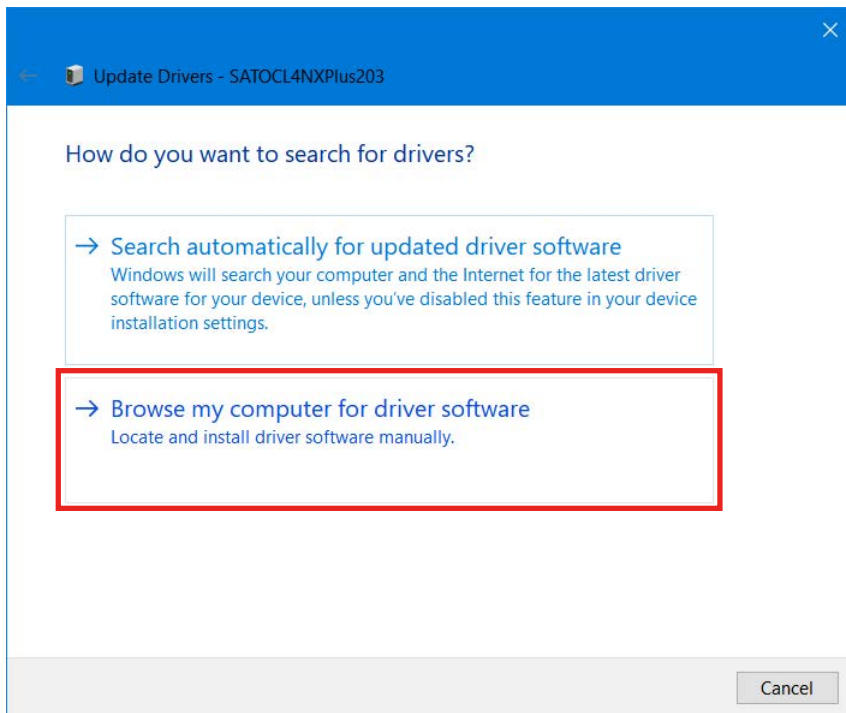 Update Drivers - SATOCL4NXPlus203
How do you want to search for drivers?
Search automatically for updated driver software
Windows will search your computer and the Internet for the latest driver
software for your device, unless you've disabled this feature in your device
installation settings.
Browse my computer for driver software
Locate and install driver software manually.
Cancel